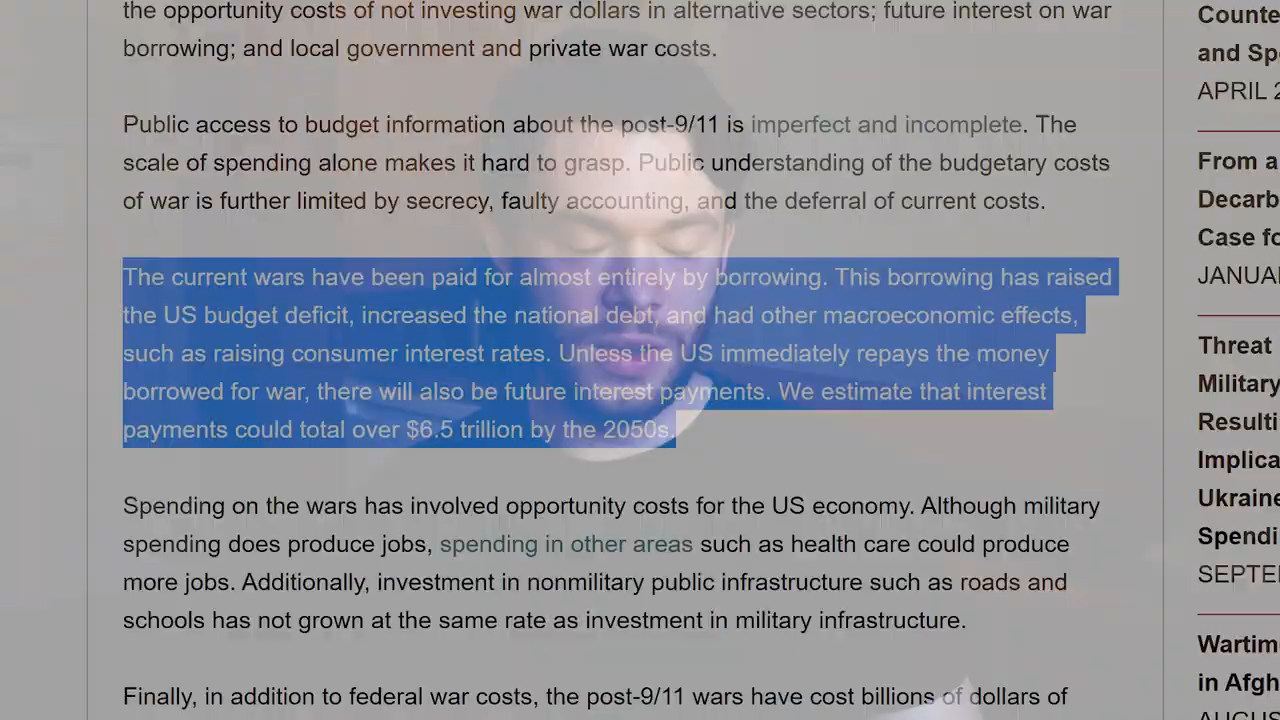 the opportunity costs of not investing war dollars in alternative sectors; future interest on war
borrowing; and local government and private war costs.
Public access to budget information about the post-9/11 is imperfect and incomplete. The
scale of spending alone makes it hard to grasp. Public understanding of the budgetary costs
of war is further limited by secrecy, faulty accounting, and the deferral of current costs.
The current wars have been paid for almost entirely by borrowing. This borrowing has raised
the US budget deficit, increased the national debt, and had other macroeconomic effects,
such as raising consumer interest rates. Unless the US immediately repays the money
borrowed for war, there will also be future interest payments. We estimate that interest
payments could total over $6.5 trillion by the 2050s.
Spending on the wars has involved opportunity costs for the US economy. Although military
spending does produce jobs, spending in other areas such as health care could produce
more jobs. Additionally, investment in nonmilitary public infrastructure such as roads and
schools has not grown at the same rate as investment in military infrastructure.
Finally, in addition to federal war costs, the post-9/11 wars have cost billions of dollars of
Counte
and Spe
APRIL 2
From a
Decarb
Case fo
JANUA
Threat
Military
Resulti
Implica
Ukraine
Spendi
SEPTE
Wartim
in Afgh